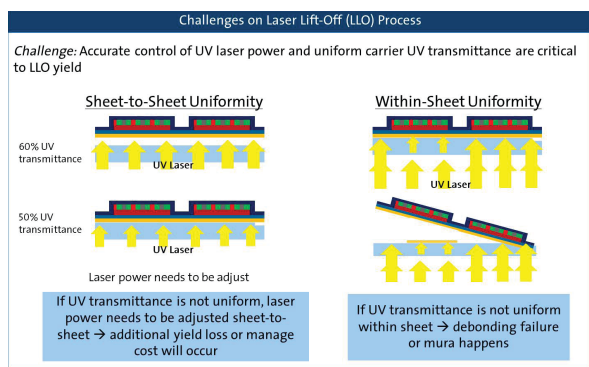 Challenges on Laser Lift-Off (LLO) Process
Challenge: Accurate control of UV laser power and uniform carrier UV transmittance are critical
to LLO yield
Sheet-to-Sheet Uniformity
60% UV
transmittance
UV Laser
50% UV
transmittance
UV Laser
Laser power needs to be adjust
If UV transmittance is not uniform, laser
power needs to be adjusted sheet-to-
sheet → additional yield loss or manage
cost will occur
Within-Sheet Uniformity
UV Laser
If UV transmittance is not uniform
within sheet → debonding failure
or mura happens